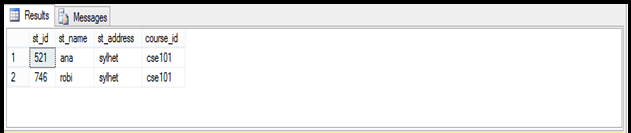 Results Messages
st_id st_name st_address course_id
1 521 ana sylhet cse101
2 746 robi sylhet cse101